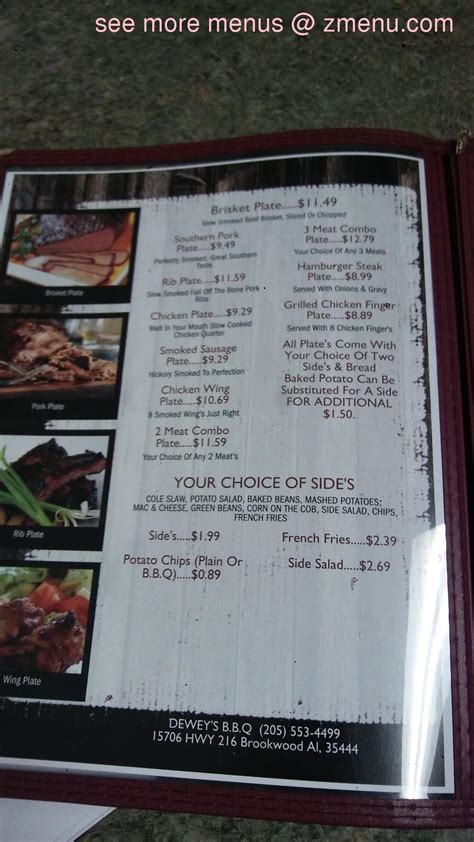 see more menus @ zmenu.com
Brisket Plate.....$11.49
Slow Smoked Beef Brisket, Sliced Or Chopped
Southern Pork
Plate....$9.49
Perfectly Smoked, Great Southern
Taste
Rib Plate....$11.59
Slow Smoked Fall Off The Bone Pork
Ribs
Chicken Plate....$9.29
Melt In Your Mouth Slow Cooked
Chicken Quarter
Smoked Sausage
Plate....$9.29
Hickory Smoked To Perfection
Chicken Wing
Plate....$10.69
8 Smoked Wing's Just Right
2 Meat Combo
Plate....$11.59
Your Choice Of Any 2 Meat's
3 Meat Combo
Plate....$12.79
Your Choice Of Any 3 Meats
Hamburger Steak
Plate....$8.99
Served With Onions & Gravy
Grilled Chicken Finger
Plate....$8.89
Served With 8 Chicken Finger's
All Plate's Come With
Your Choice Of Two
Side's & Bread
Baked Potato Can Be
Substituted For A Side
FOR ADDITIONAL
$1.50.
Brisket Plate
Pork Plate
Rib Plate
Wing Plate
YOUR CHOICE OF SIDE'S
COLE SLAW, POTATO SALAD, BAKED BEANS, MASHED POTATOES;
MAC & CHEESE, GREEN BEANS, CORN ON THE COB, SIDE SALAD, CHIPS,
FRENCH FRIES
Side's.....$1.99
French Fries.....$2.39
Potato Chips (Plain Or
B.B.Q).....$0.89
Side Salad.....$2.69
DEWEY'S B.B.Q (205) 553-4499
15706 HWY 216 Brookwood Al, 35444